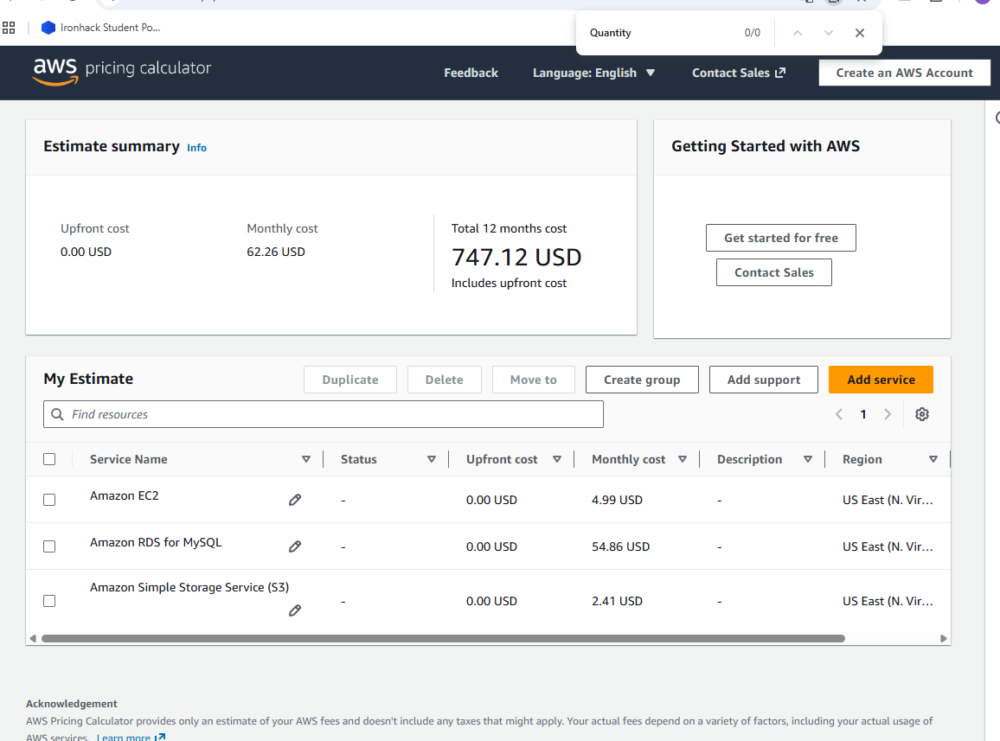 Quantity 0/0
Ironhack Student Po...
aws pricing calculator
Feedback Language: English Contact Sales Create an AWS Account
Estimate summary Info
Getting Started with AWS
Upfront cost Monthly cost Total 12 months cost
0.00 USD 62.26 USD 747.12 USD
Includes upfront cost
Get started for free
Contact Sales
My Estimate Duplicate Delete Move to Create group Add support Add service
Find resources 1
Service Name Status Upfront cost Monthly cost Description Region
Amazon EC2 - 0.00 USD 4.99 USD - US East (N. Vir...
Amazon RDS for MySQL - 0.00 USD 54.86 USD - US East (N. Vir...
Amazon Simple Storage Service (S3) - 0.00 USD 2.41 USD - US East (N. Vir...
Acknowledgement
AWS Pricing Calculator provides only an estimate of your AWS fees and doesn't include any taxes that might apply. Your actual fees depend on a variety of factors, including your actual usage of
AWS services. Learn more